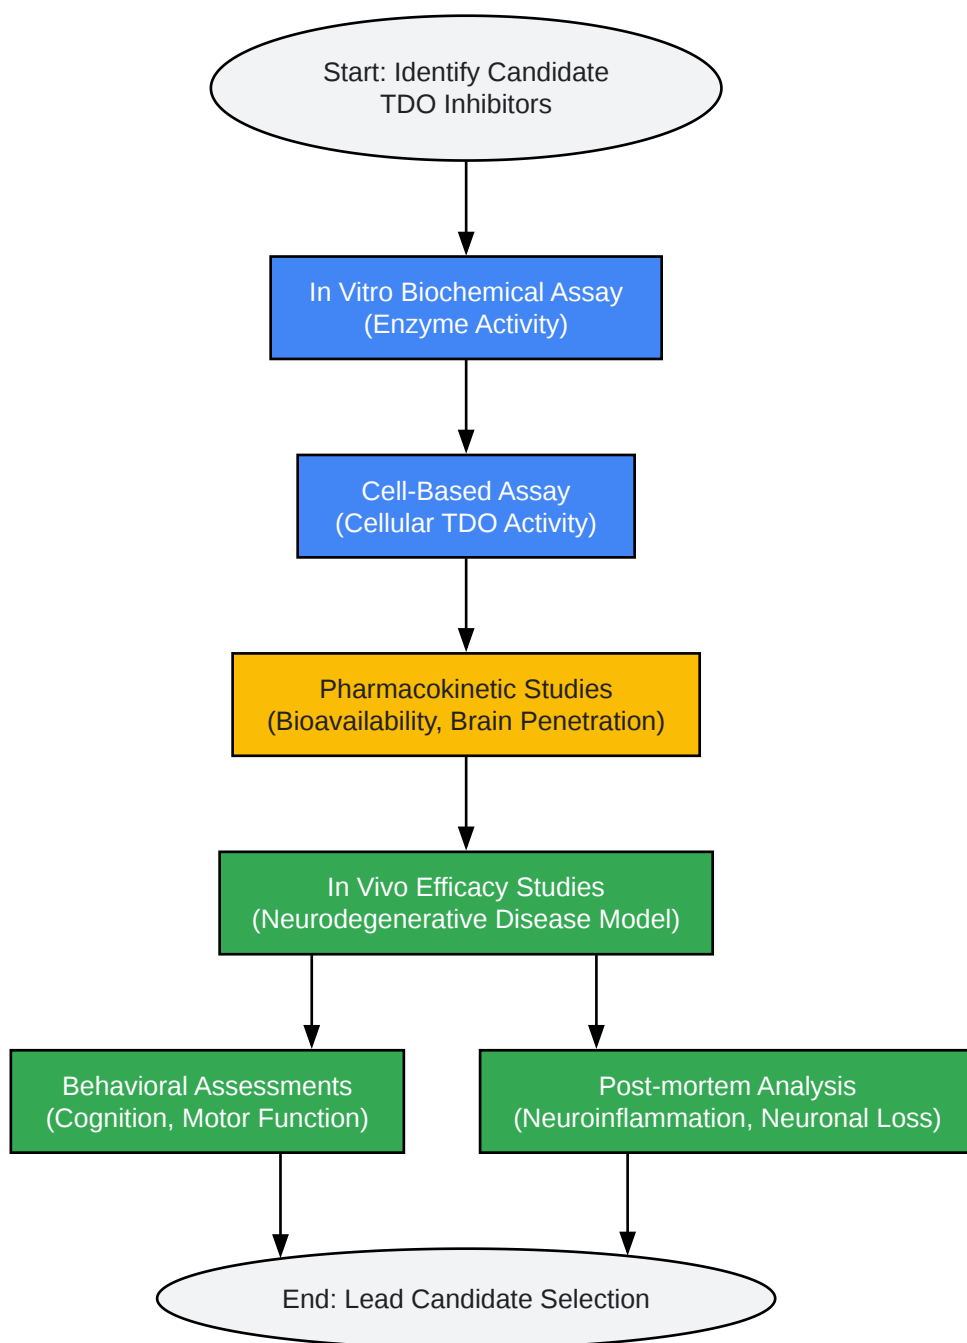 Start: Identify Candidate
TDO Inhibitors
In Vitro Biochemical Assay
(Enzyme Activity)
Cell-Based Assay
(Cellular TDO Activity)
Pharmacokinetic Studies
(Bioavailability, Brain Penetration)
In Vivo Efficacy Studies
(Neurodegenerative Disease Model)
Behavioral Assessments
(Cognition, Motor Function)
Post-mortem Analysis
(Neuroinflammation, Neuronal Loss)
End: Lead Candidate Selection